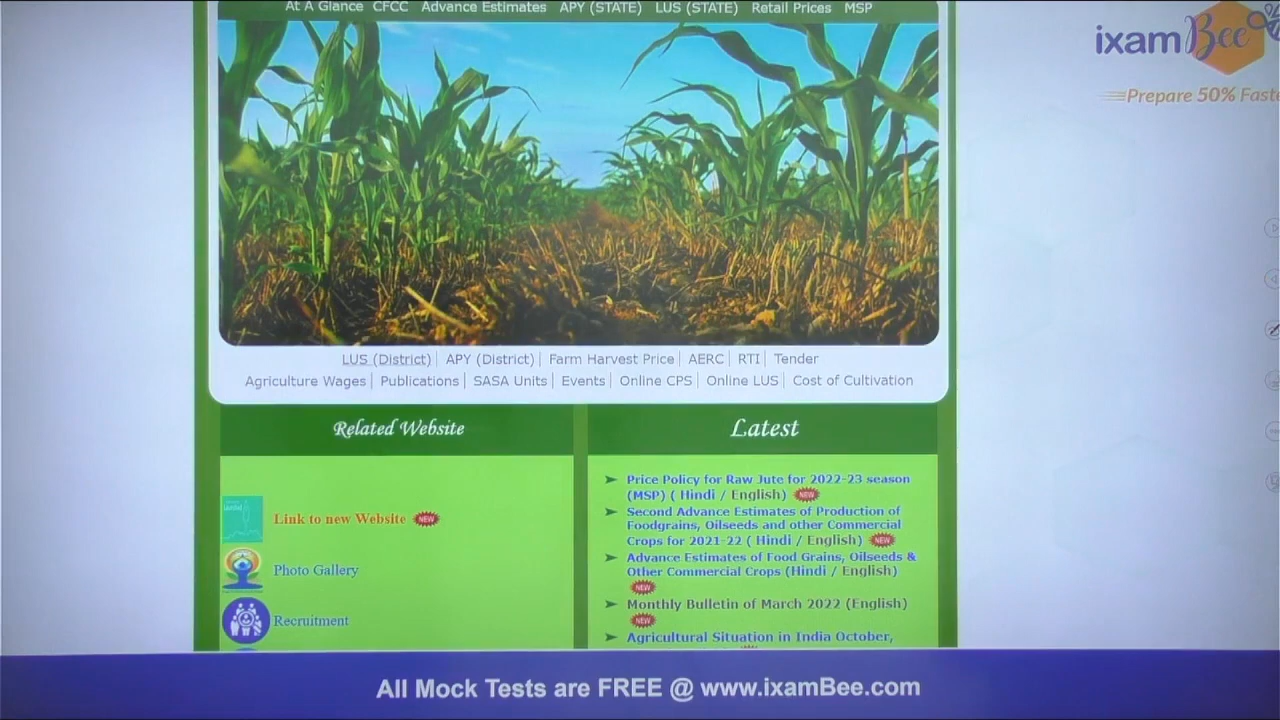 At A Glance CFCC Advance Estimates APY (STATE) LUS (STATE) Retail Prices MSP
ixamBee
Prepare 50% Faste
LUS (District) APY (District) Farm Harvest Price AERC RTI Tender
Agriculture Wages Publications SASA Units Events Online CPS Online LUS Cost of Cultivation
Related Website
Link to new Website NEW
Photo Gallery
Recruitment
Latest
Price Policy for Raw Jute for 2022-23 season
(MSP) ( Hindi / English) NEW
Second Advance Estimates of Production of
Foodgrains, Oilseeds and other Commercial
Crops for 2021-22 ( Hindi / English) NEW
Advance Estimates of Food Grains, Oilseeds &
Other Commercial Crops (Hindi / English)
NEW
Monthly Bulletin of March 2022 (English)
NEW
Agricultural Situation in India October,
All Mock Tests are FREE @ www.ixamBee.com